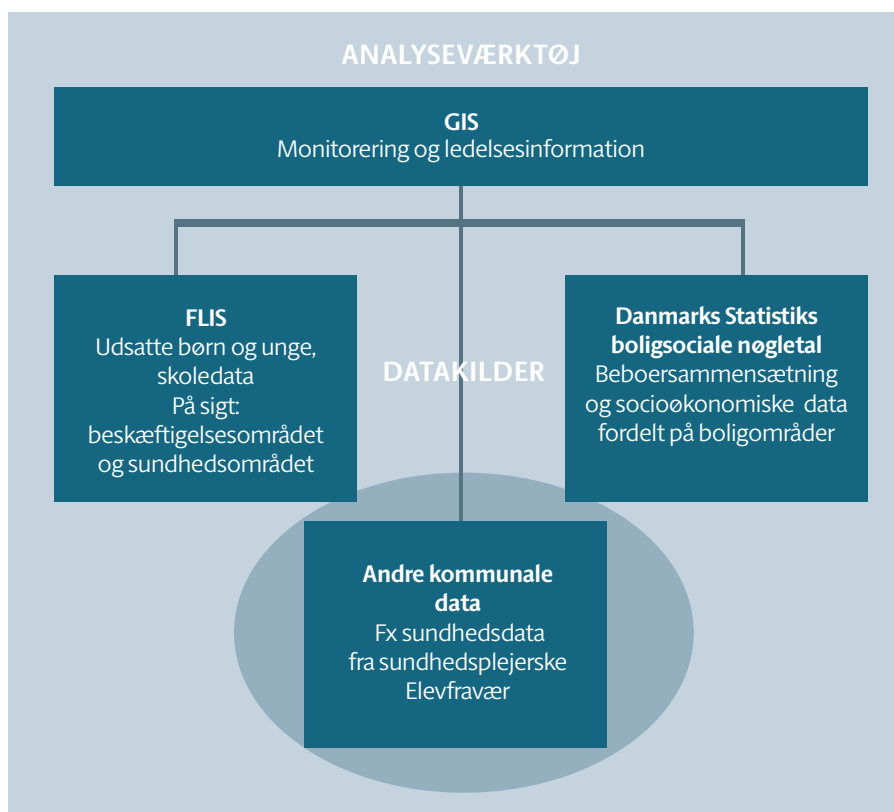 ANALYSEVÆRKTØJ
GIS
Monitorering og ledelsesinformation
FLIS
Udsatte børn og unge,
skoledata
På sigt:
beskæftigelsesområdet
og sundhedsområdet
DATAKILDER
Danmarks Statistiks
boligsociale nøgletal
Beboersammensætning
og socioøkonomiske data
fordelt på boligområder
Andre kommunale
data
Fx sundhedsdata
fra sundhedsplejerske
Elevfravær